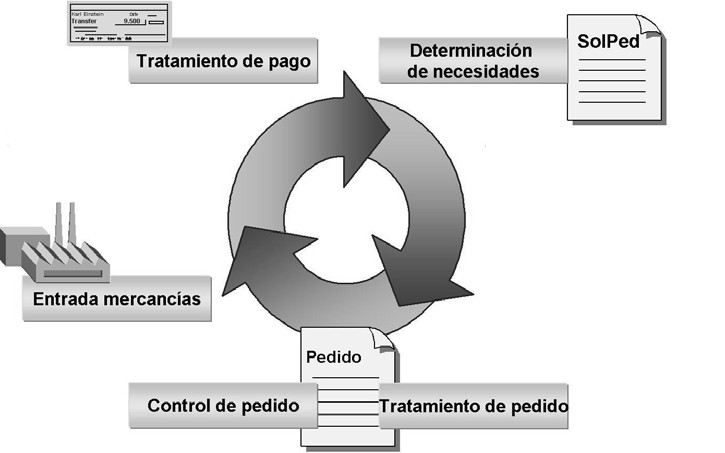 Karl Einstein
Date
Transfer
9.500
Tratamiento de pago
Determinación
de necesidades
SolPed
Entrada mercancías
Pedido
Control de pedido
Tratamiento de pedido